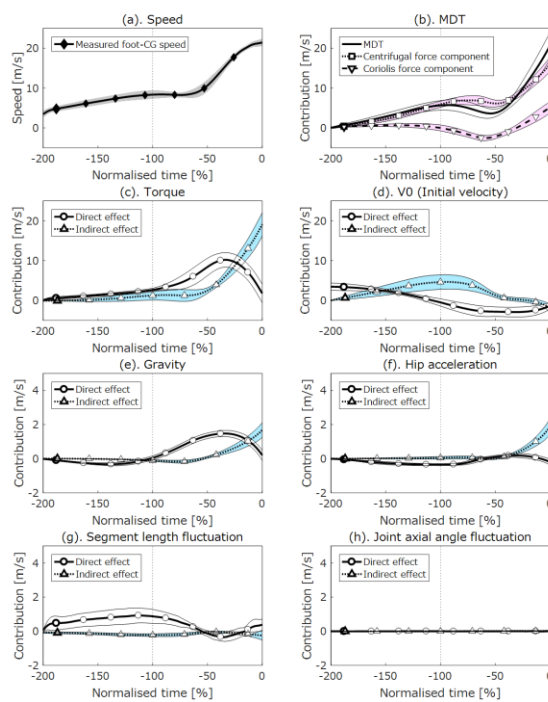 (a). Speed
Measured foot-CG speed
Speed [m/s]
20
10
0
-200 -150 -100 -50 0
Normalised time [%]
(b). MDT
MDT
Centrifugal force component
Coriolis force component
Contribution [m/s]
20
10
0
-200 -150 -100 -50 0
Normalised time [%]
(c). Torque
Direct effect
Indirect effect
Contribution [m/s]
20
10
0
-200 -150 -100 -50 0
Normalised time [%]
(d). V0 (Initial velocity)
Direct effect
Indirect effect
Contribution [m/s]
20
10
0
-200 -150 -100 -50 0
Normalised time [%]
(e). Gravity
Direct effect
Indirect effect
Contribution [m/s]
4
2
0
-2
-200 -150 -100 -50 0
Normalised time [%]
(f). Hip acceleration
Direct effect
Indirect effect
Contribution [m/s]
4
2
0
-2
-200 -150 -100 -50 0
Normalised time [%]
(g). Segment length fluctuation
Direct effect
Indirect effect
Contribution [m/s]
4
2
0
-2
-200 -150 -100 -50 0
Normalised time [%]
(h). Joint axial angle fluctuation
Direct effect
Indirect effect
Contribution [m/s]
4
2
0
-2
-200 -150 -100 -50 0
Normalised time [%]